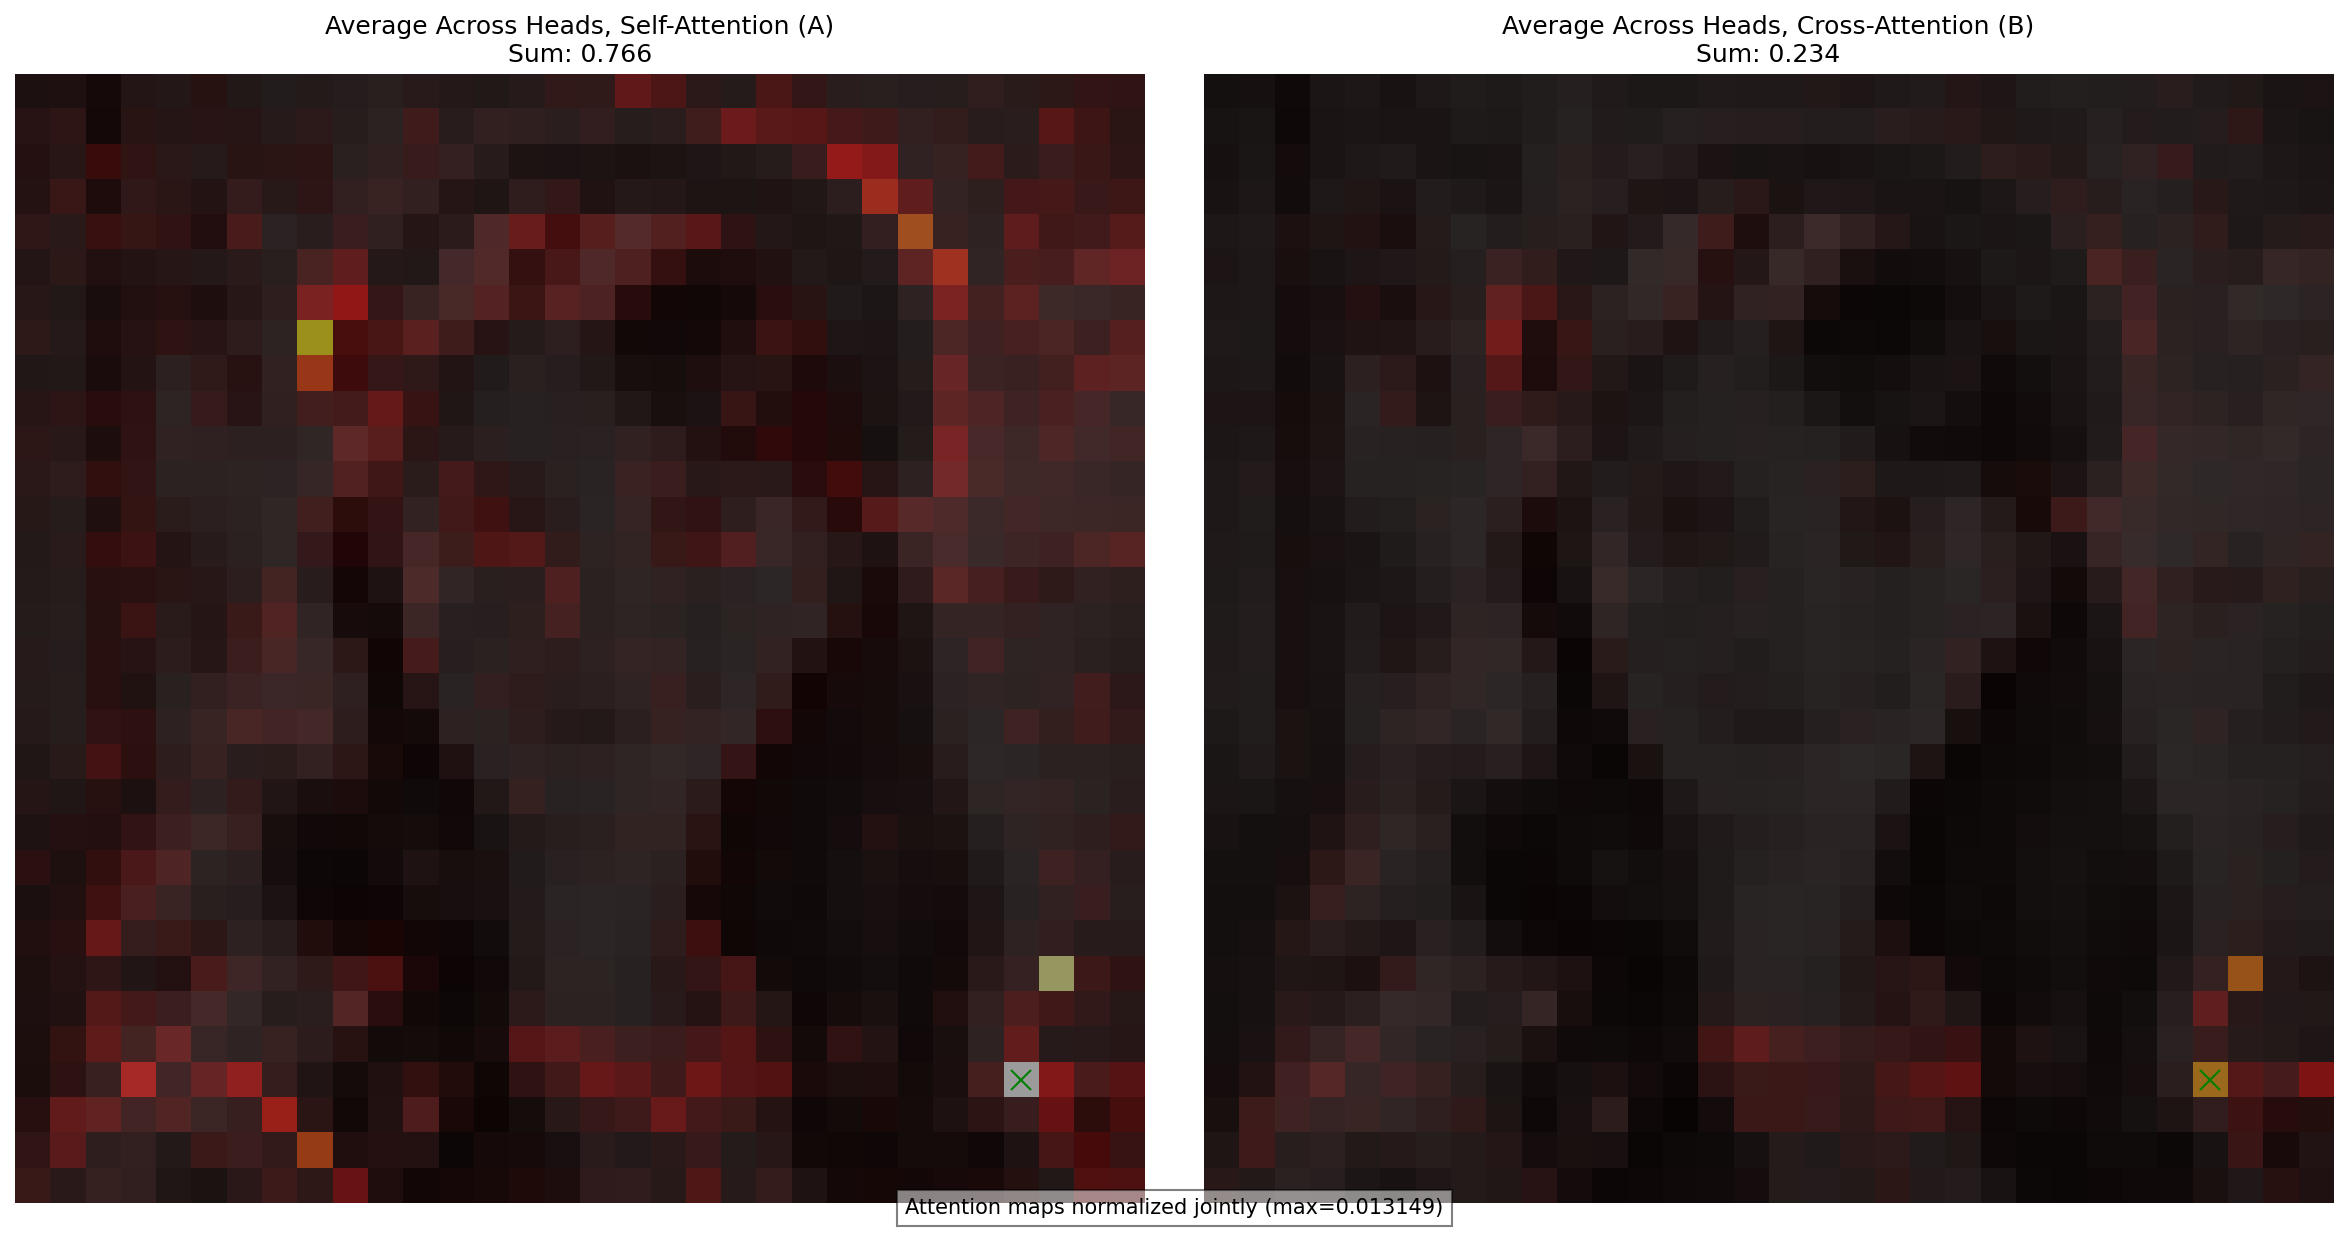 Average Across Heads, Self-Attention (A)
Sum: 0.766
Average Across Heads, Cross-Attention (B)
Sum: 0.234
Attention maps normalized jointly (max=0.013149)